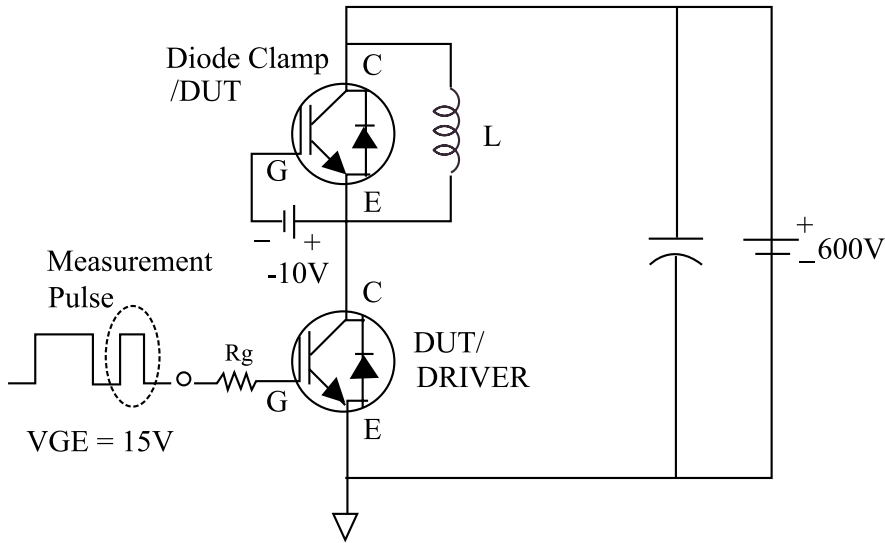 Diode Clamp
/DUT
C
G
E
L
− +
-10V
+
− 600V
Measurement
Pulse
Rg
C
G
E
DUT/
DRIVER
VGE = 15V